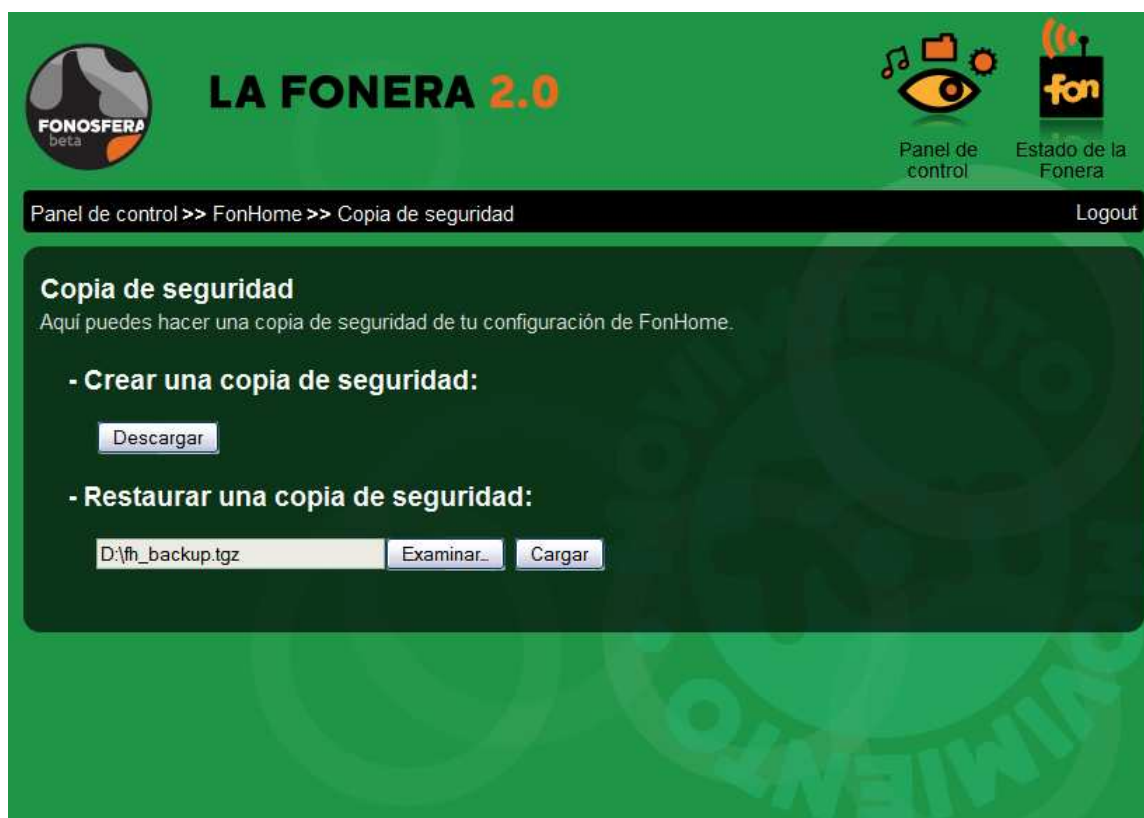 FONOSFERA
beta
LA FONERA 2.0
fon
Panel de control
Estado de la Fonera
Panel de control >> FonHome >> Copia de seguridad
Logout
Copia de seguridad
Aquí puedes hacer una copia de seguridad de tu configuración de FonHome.
- Crear una copia de seguridad:
Descargar
- Restaurar una copia de seguridad:
D:\fh_backup.tgz
Examinar...
Cargar
MOVIMIENTO
MOVIMIENTO